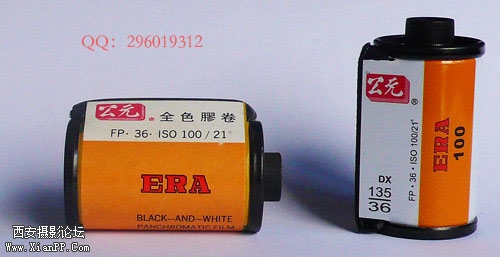 QQ: 296019312
公元
® 全色膠卷
FP · 36 · ISO 100/21°
ERA
BLACK—AND—WHITE
PANCHROMATIC FILM
公元 ®
FP · 36 · ISO 100/21°
DX
135
36
ERA
100
西安摄影论坛
www.XianPP.Com